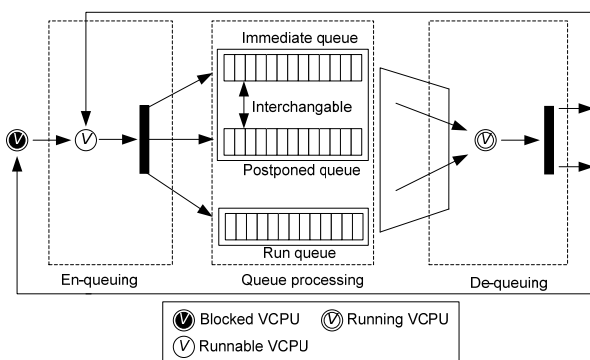 Immediate queue
Interchangable
V
V
V
Postponed queue
Run queue
En-queuing
Queue processing
De-queuing
V Blocked VCPU
V Running VCPU
V Runnable VCPU